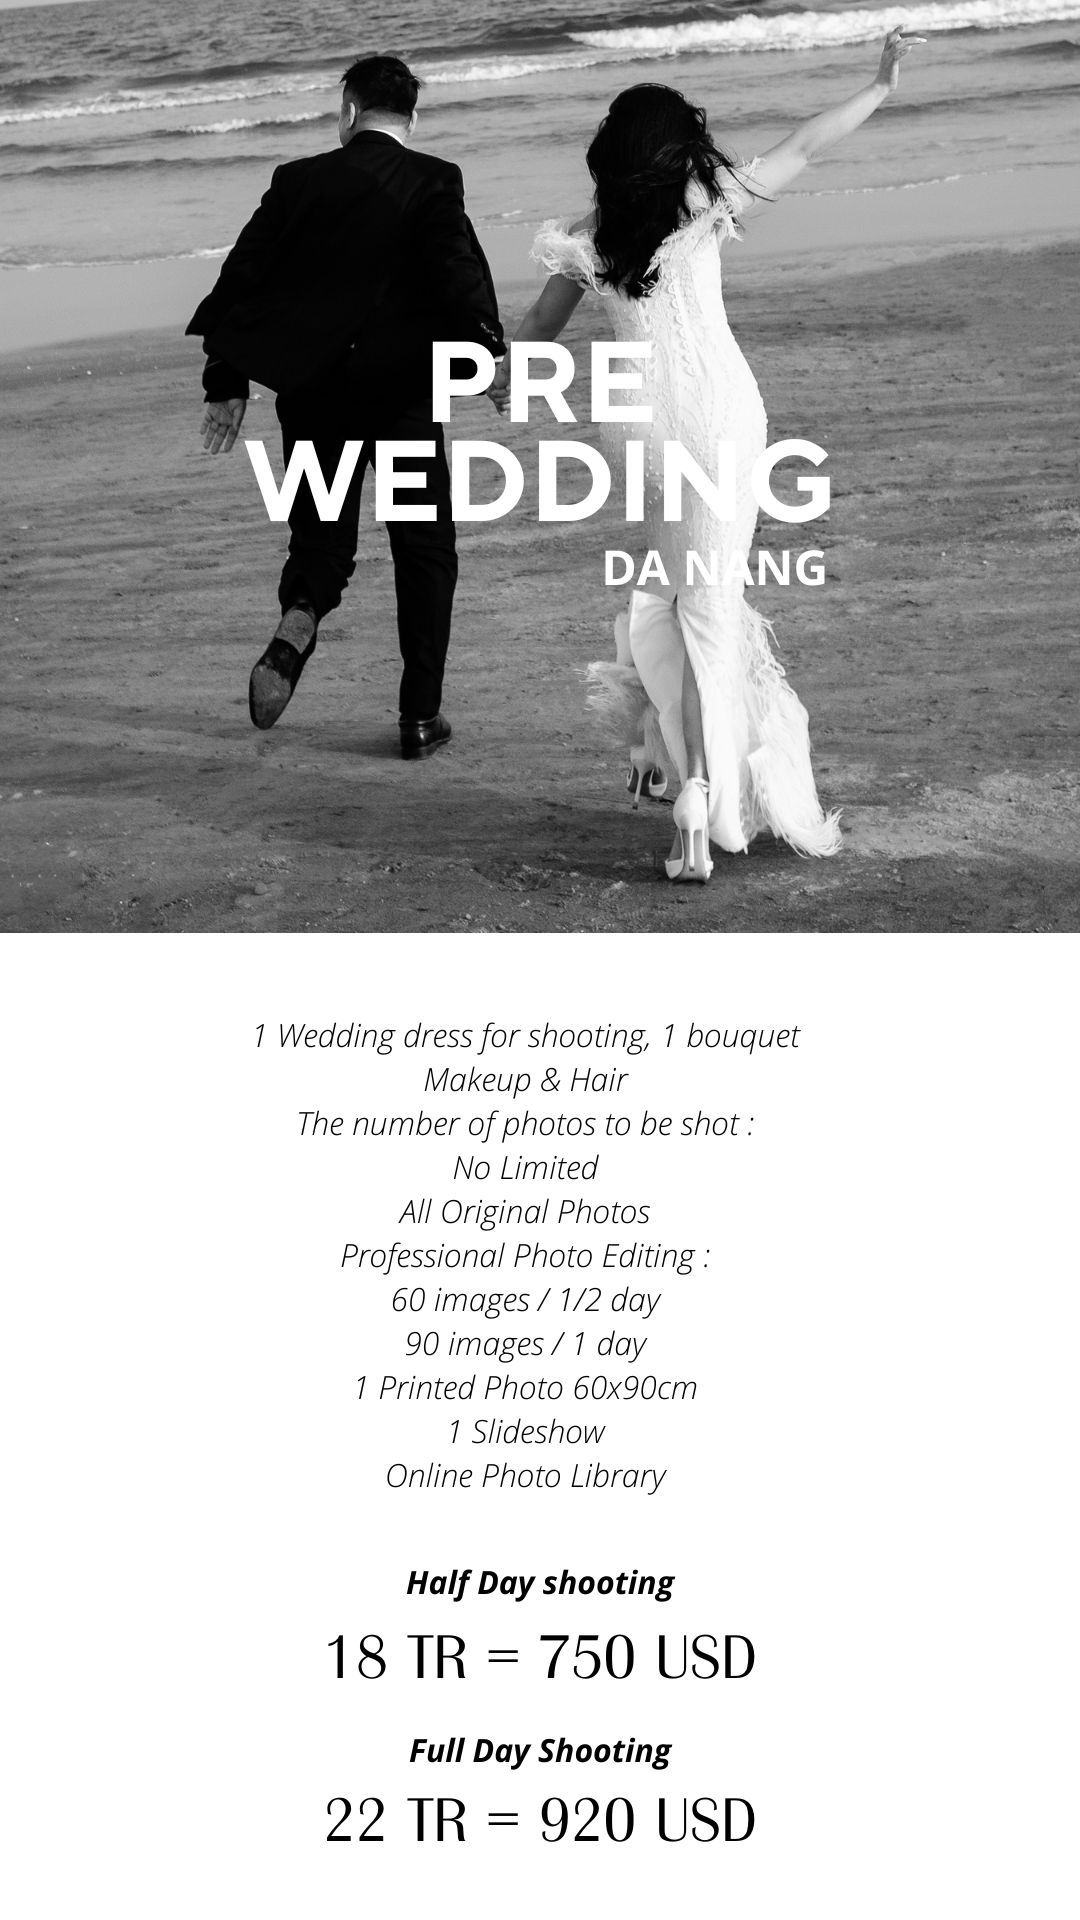 PRE
WEDDING
DA NANG
1 Wedding dress for shooting, 1 bouquet
Makeup & Hair
The number of photos to be shot :
No Limited
All Original Photos
Professional Photo Editing :
60 images / 1/2 day
90 images / 1 day
1 Printed Photo 60x90cm
1 Slideshow
Online Photo Library
Half Day shooting
18 TR = 750 USD
Full Day Shooting
22 TR = 920 USD